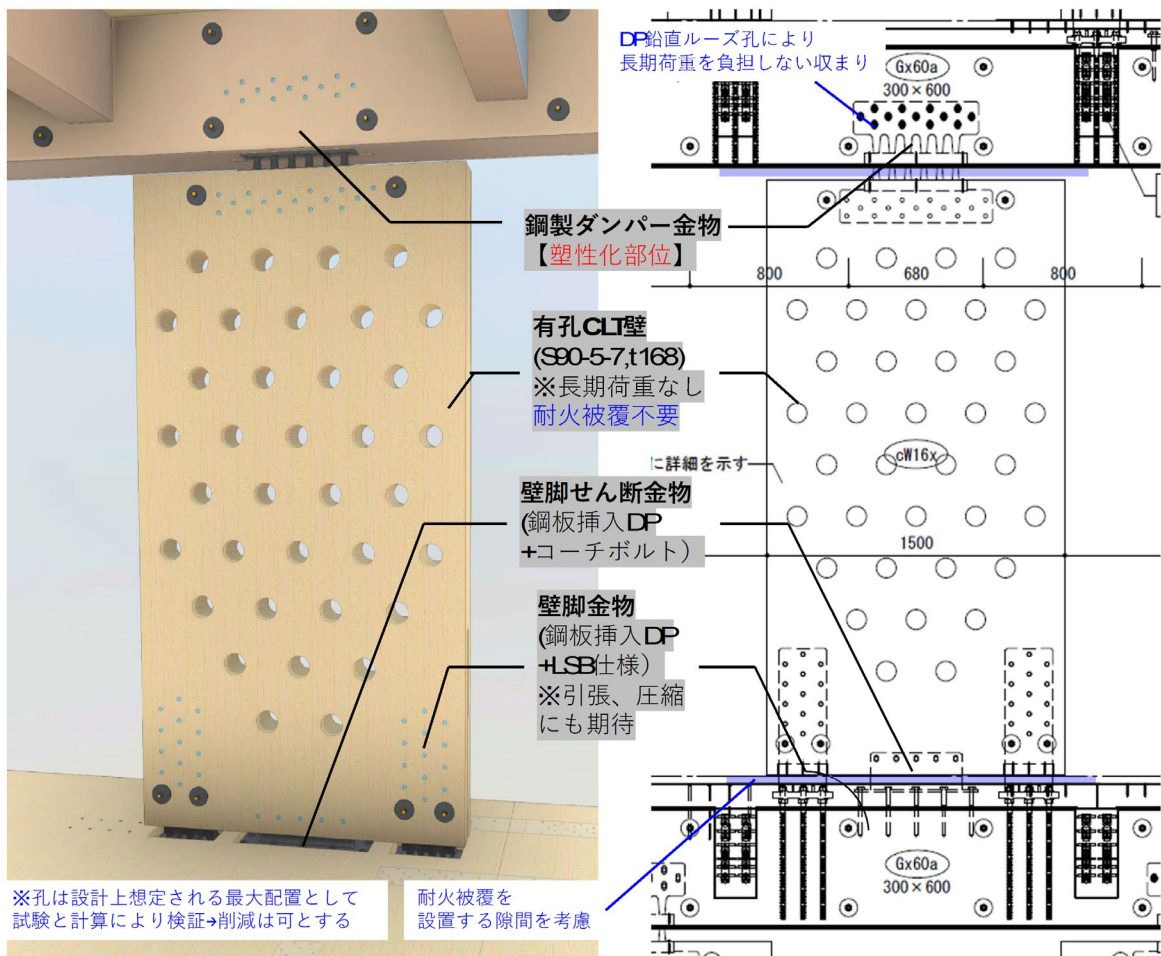 DP鉛直ルーズ孔により
長期荷重を負担しない収まり
Gx60a
300×600
鋼製ダンパー金物
【塑性化部位】
800
680
800
有孔CLT壁
(S90-5-7,t168)
※長期荷重なし
耐火被覆不要
cW16x
に詳細を示す
壁脚せん断金物
(鋼板挿入DP
+コーチボルト)
1500
壁脚金物
(鋼板挿入DP
+LSB仕様)
※引張、圧縮
にも期待
Gx60a
300×600
※孔は設計上想定される最大配置として
試験と計算により検証→削減は可とする
耐火被覆を
設置する隙間を考慮